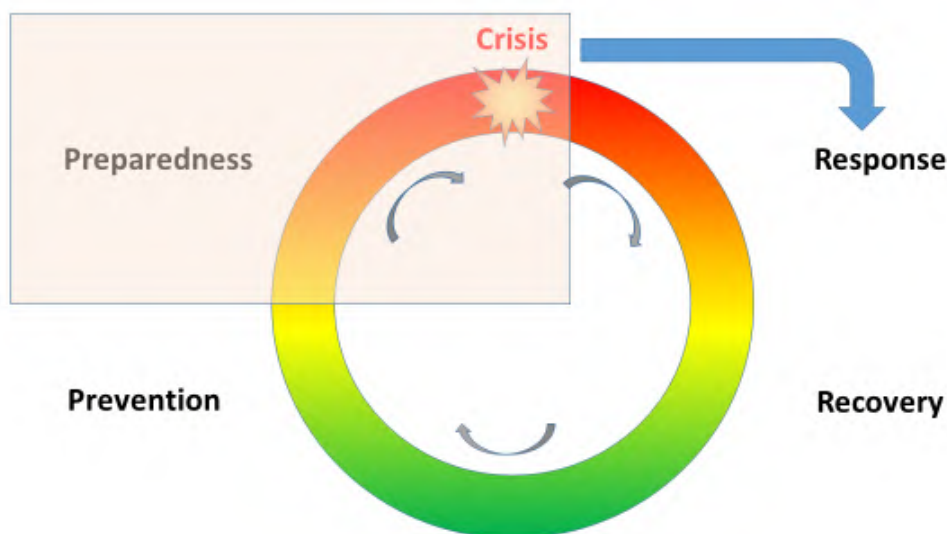 Crisis
Preparedness
Response
Prevention
Recovery